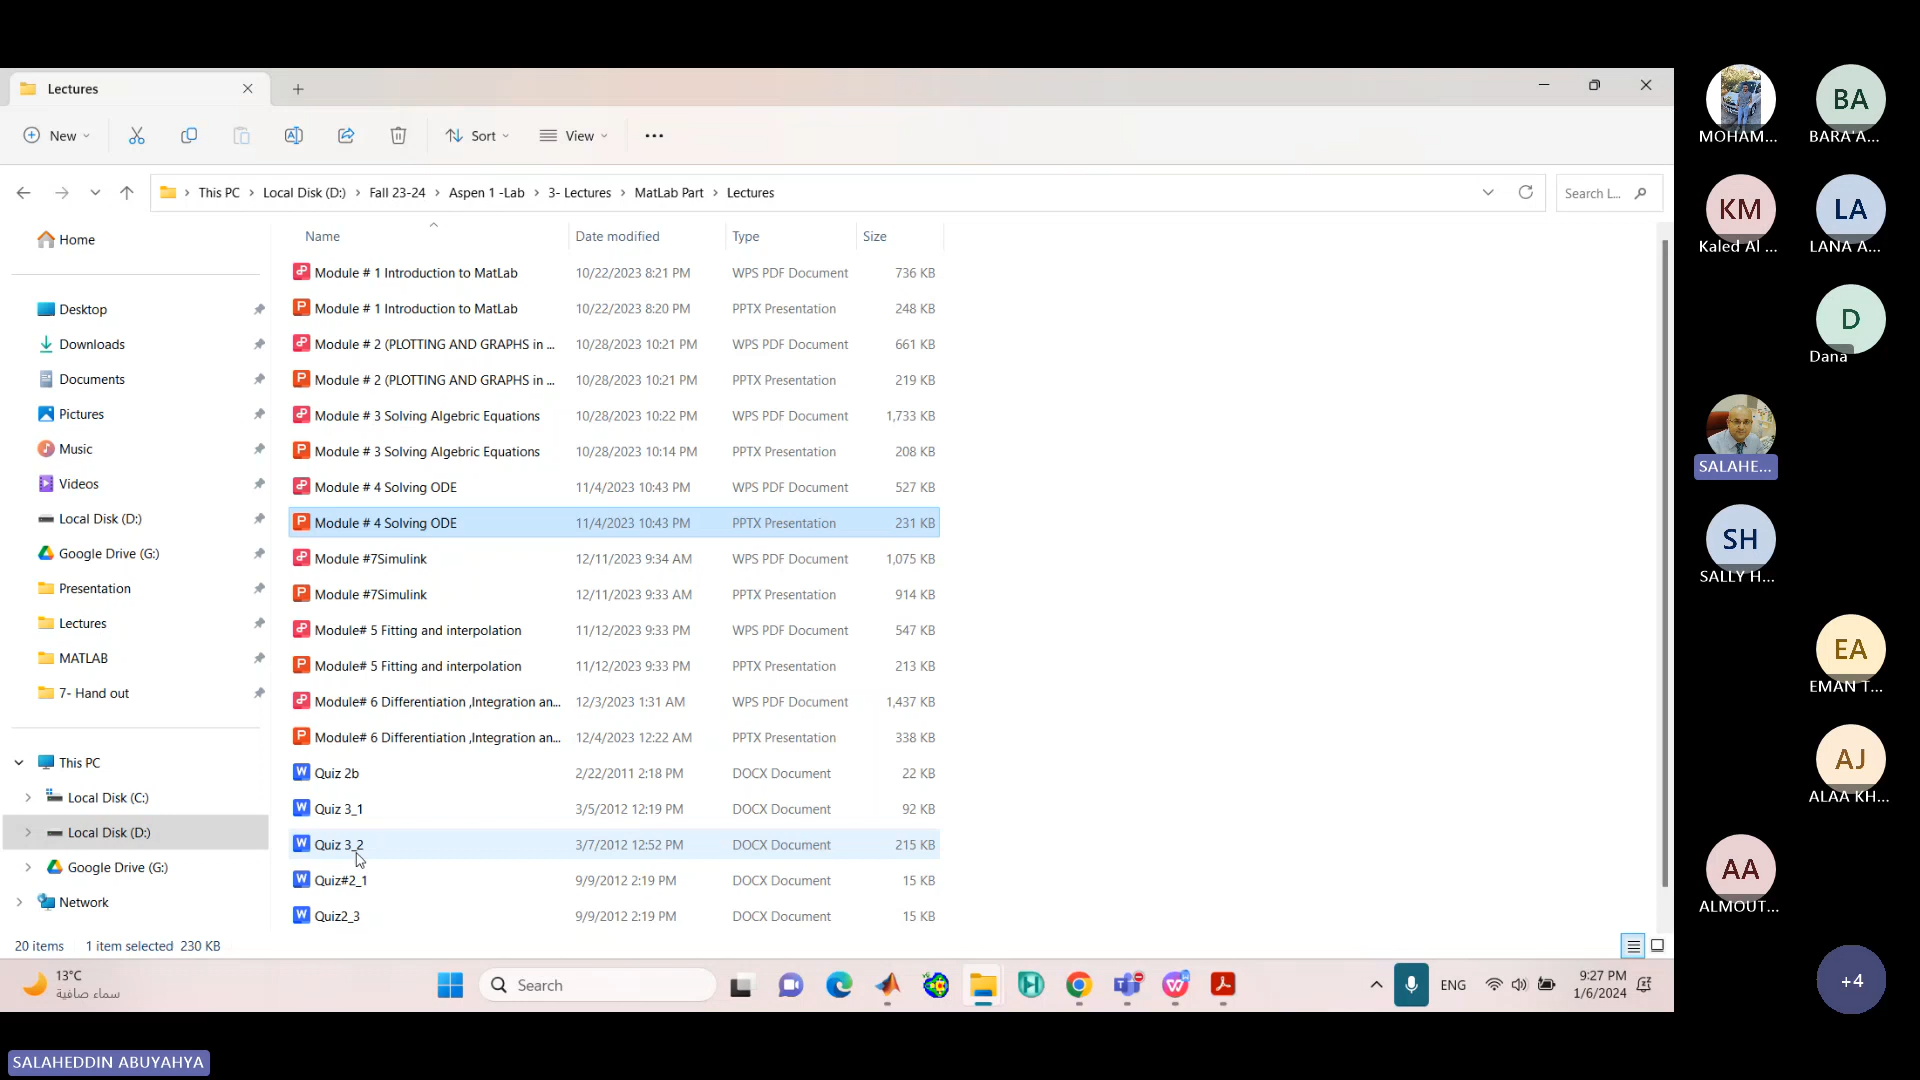 Lectures
New
Sort
View
This PC
Local Disk (D:)
Fall 23-24
Aspen 1 -Lab
3- Lectures
MatLab Part
Lectures
Search L...
Name
Date modified
Type
Size
Home
Desktop
Downloads
Documents
Pictures
Music
Videos
Local Disk (D:)
Google Drive (G:)
Presentation
Lectures
MATLAB
7- Hand out
This PC
Local Disk (C:)
Local Disk (D:)
Google Drive (G:)
Network
Module # 1 Introduction to MatLab 10/22/2023 8:21 PM WPS PDF Document 736 KB
Module # 1 Introduction to MatLab 10/22/2023 8:20 PM PPTX Presentation 248 KB
Module # 2 (PLOTTING AND GRAPHS in ... 10/28/2023 10:21 PM WPS PDF Document 661 KB
Module # 2 (PLOTTING AND GRAPHS in ... 10/28/2023 10:21 PM PPTX Presentation 219 KB
Module # 3 Solving Algebric Equations 10/28/2023 10:22 PM WPS PDF Document 1,733 KB
Module # 3 Solving Algebric Equations 10/28/2023 10:14 PM PPTX Presentation 208 KB
Module # 4 Solving ODE 11/4/2023 10:43 PM WPS PDF Document 527 KB
Module # 4 Solving ODE 11/4/2023 10:43 PM PPTX Presentation 231 KB
Module #7Simulink 12/11/2023 9:34 AM WPS PDF Document 1,075 KB
Module #7Simulink 12/11/2023 9:33 AM PPTX Presentation 914 KB
Module# 5 Fitting and interpolation 11/12/2023 9:33 PM WPS PDF Document 547 KB
Module# 5 Fitting and interpolation 11/12/2023 9:33 PM PPTX Presentation 213 KB
Module# 6 Differentiation ,Integration an... 12/3/2023 1:31 AM WPS PDF Document 1,437 KB
Module# 6 Differentiation ,Integration an... 12/4/2023 12:22 AM PPTX Presentation 338 KB
Quiz 2b 2/22/2011 2:18 PM DOCX Document 22 KB
Quiz 3_1 3/5/2012 12:19 PM DOCX Document 92 KB
Quiz 3_2 3/7/2012 12:52 PM DOCX Document 215 KB
Quiz#2_1 9/9/2012 2:19 PM DOCX Document 15 KB
Quiz2_3 9/9/2012 2:19 PM DOCX Document 15 KB
20 items 1 item selected 230 KB
13°C
سماء صافية
Search
ENG
9:27 PM
1/6/2024
MOHAM...
BA
BARA'A...
KM
Kaled Al ...
LA
LANA A...
D
Dana
SALAHE...
SH
SALLY H...
EA
EMAN T...
AJ
ALAA KH...
AA
ALMOUT...
+4
SALAHEDDIN ABUYAHYA